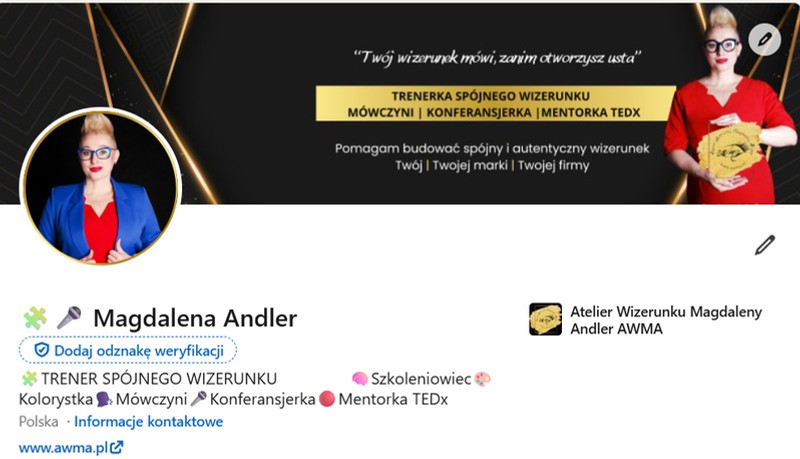 “Twój wizerunek mówi, zanim otworzysz usta”
TRENERKA SPÓJNEGO WIZERUNKU
MÓWCZYNI | KONFERANSJERKA |MENTORKA TEDX
Pomagam budować spójny i autentyczny wizerunek
Twój | Twojej marki | Twojej firmy
🧩 🎤 Magdalena Andler
Atelier Wizerunku Magdaleny
Andler AWMA
Dodaj odznakę weryfikacji
🧩TRENER SPÓJNEGO WIZERUNKU 🧠Szkoleniowiec🎨
Kolorystka🗣Mówczyni🎤Konferansjerka🔴Mentorka TEDx
Polska · Informacje kontaktowe
www.awma.pl